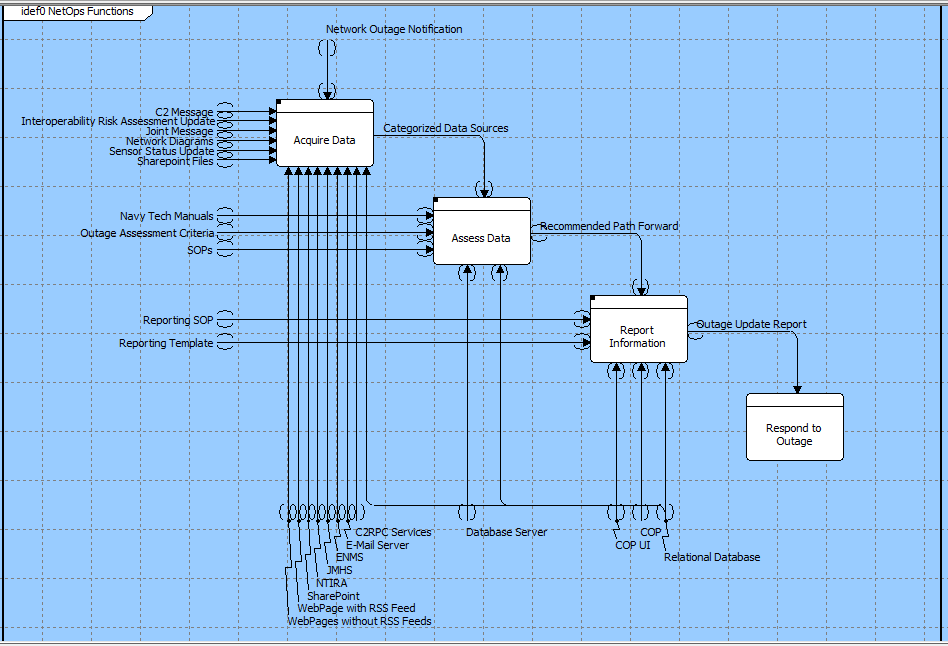 idef0 NetOps Functions
Network Outage Notification
C2 Message
Interoperability Risk Assessment Update
Joint Message
Network Diagrams
Sensor Status Update
Sharepoint Files
Acquire Data
Categorized Data Sources
Navy Tech Manuals
Outage Assessment Criteria
SOPs
Assess Data
Recommended Path Forward
Reporting SOP
Reporting Template
Report
Information
Outage Update Report
Respond to
Outage
C2RPC Services
E-Mail Server
ENMS
JMHS
NTIRA
SharePoint
WebPage with RSS Feed
WebPages without RSS Feeds
Database Server
COP
COP UI
Relational Database